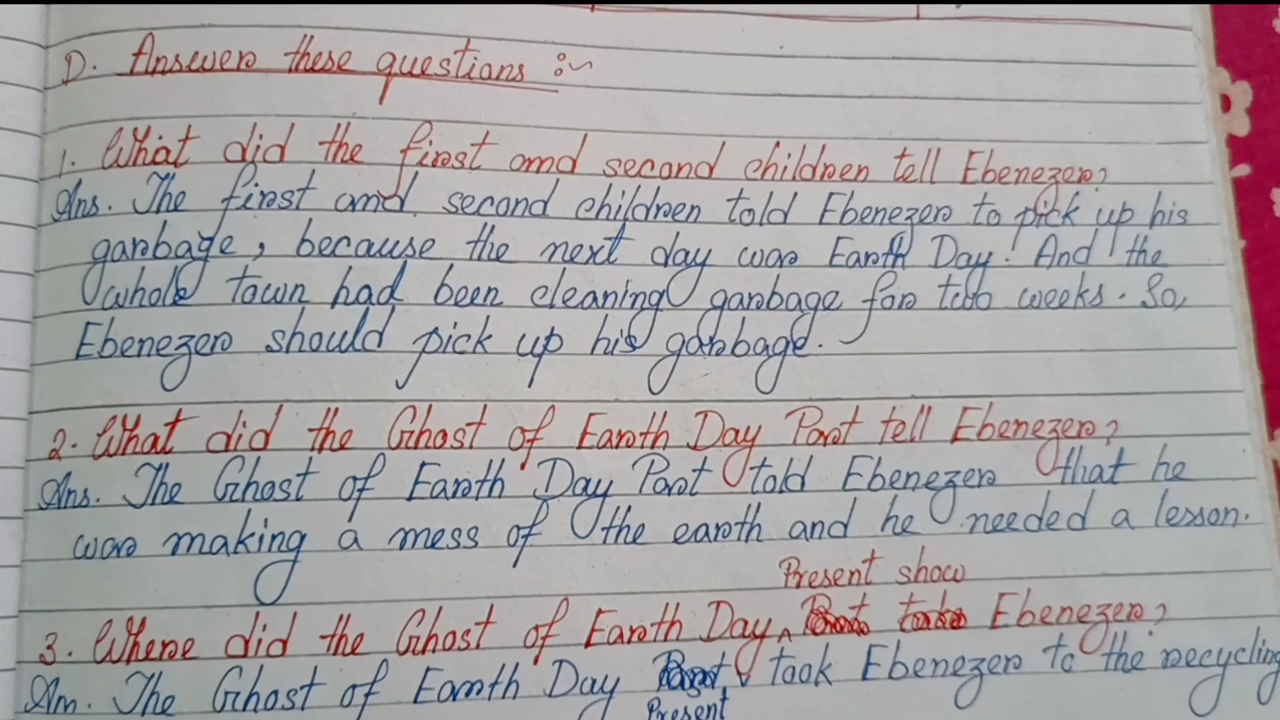 D. Answers these questions :~
1. What did the first and second children tell Ebenezer?
Ans. The first and second children told Ebenezer to pick up his
garbage, because the next day was Earth Day! And the
whole town had been cleaning garbage for two weeks. So,
Ebenezer should pick up his garbage.
2. What did the Ghost of Earth Day Past tell Ebenezer?
Ans. The Ghost of Earth Day Past told Ebenezer that he
was making a mess of the earth and he needed a lesson.
Present show
3. Where did the Ghost of Earth Day ^ Ebenezer?
Ans. The Ghost of Earth Day took Ebenezer to the recycling
Present